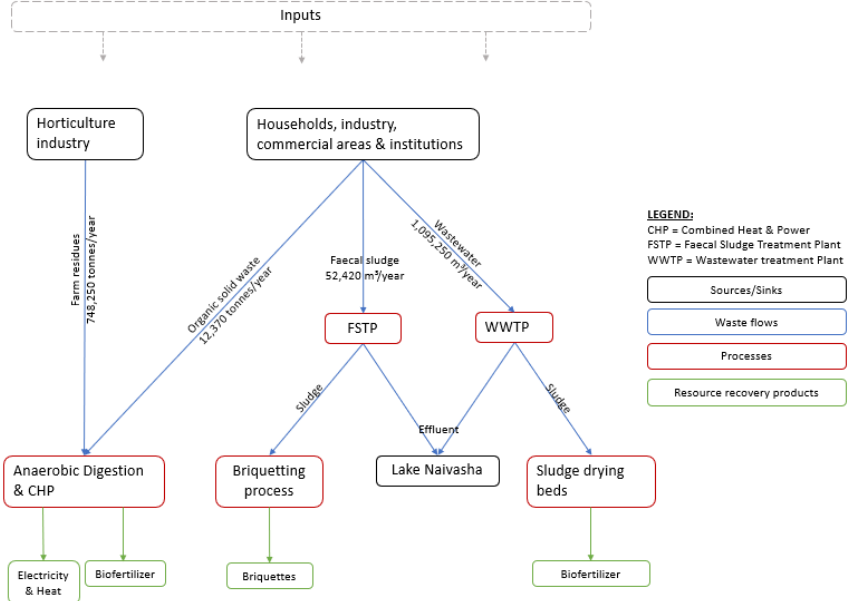 Inputs
Horticulture
industry
Households, industry,
commercial areas & institutions
Farm residues
748,250 tonnes/year
Organic solid waste
12,370 tonnes/year
Faecal sludge
52,420 m³/year
Wastewater
1,095,250 m³/year
LEGEND:
CHP = Combined Heat & Power
FSTP = Faecal Sludge Treatment Plant
WWTP = Wastewater treatment Plant
Sources/Sinks
Waste flows
Processes
Resource recovery products
FSTP
WWTP
Sludge
Effluent
Sludge
Anaerobic Digestion
& CHP
Briquetting
process
Lake Naivasha
Sludge drying
beds
Electricity
& Heat
Biofertilizer
Briquettes
Biofertilizer